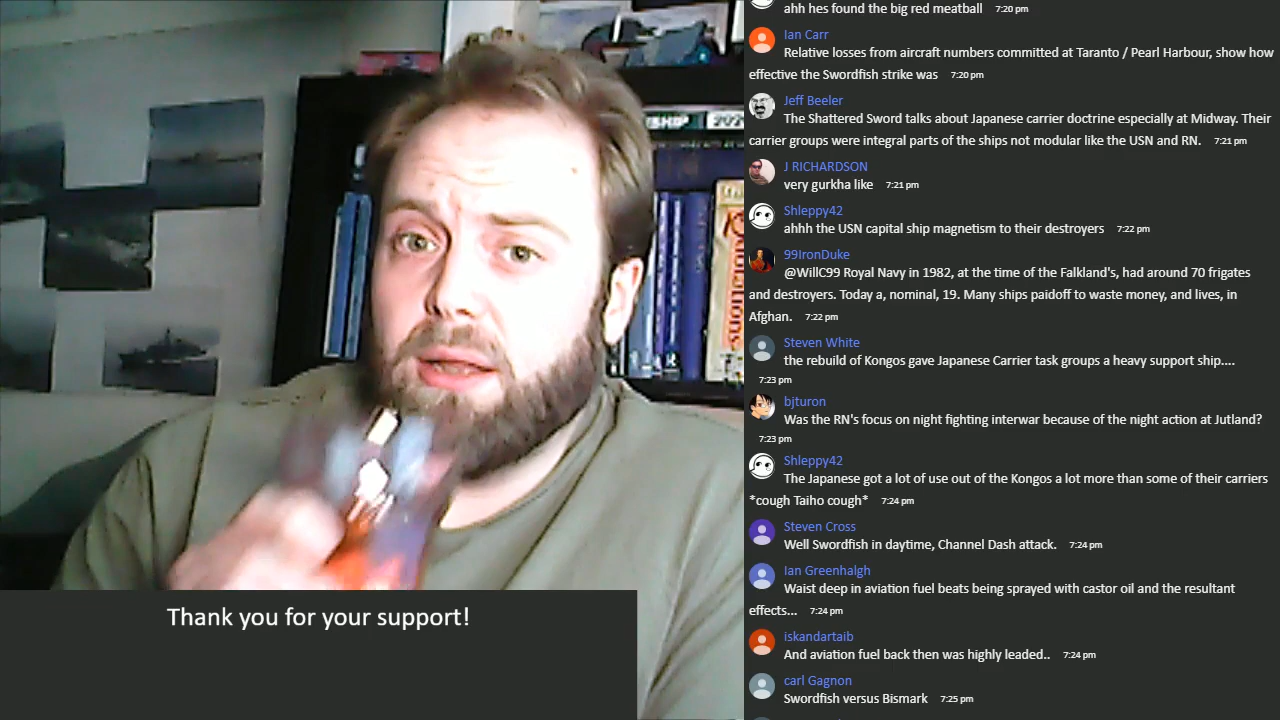 ahh hes found the big red meatball 7:20 pm
Ian Carr
Relative losses from aircraft numbers committed at Taranto / Pearl Harbour, show how
effective the Swordfish strike was 7:20 pm
Jeff Beeler
The Shattered Sword talks about Japanese carrier doctrine especially at Midway. Their
carrier groups were integral parts of the ships not modular like the USN and RN. 7:21 pm
J RICHARDSON
very gurkha like 7:21 pm
Shleppy42
ahhh the USN capital ship magnetism to their destroyers 7:22 pm
99IronDuke
@WillC99 Royal Navy in 1982, at the time of the Falkland's, had around 70 frigates
and destroyers. Today a, nominal, 19. Many ships paidoff to waste money, and lives, in
Afghan. 7:22 pm
Steven White
the rebuild of Kongos gave Japanese Carrier task groups a heavy support ship....
7:23 pm
bjturon
Was the RN's focus on night fighting interwar because of the night action at Jutland?
7:23 pm
Shleppy42
The Japanese got a lot of use out of the Kongos a lot more than some of their carriers
*cough Taiho cough* 7:24 pm
Steven Cross
Well Swordfish in daytime, Channel Dash attack. 7:24 pm
Ian Greenhalgh
Waist deep in aviation fuel beats being sprayed with castor oil and the resultant
effects... 7:24 pm
iskandartaib
And aviation fuel back then was highly leaded.. 7:24 pm
carl Gagnon
Swordfish versus Bismark 7:25 pm
Thank you for your support!